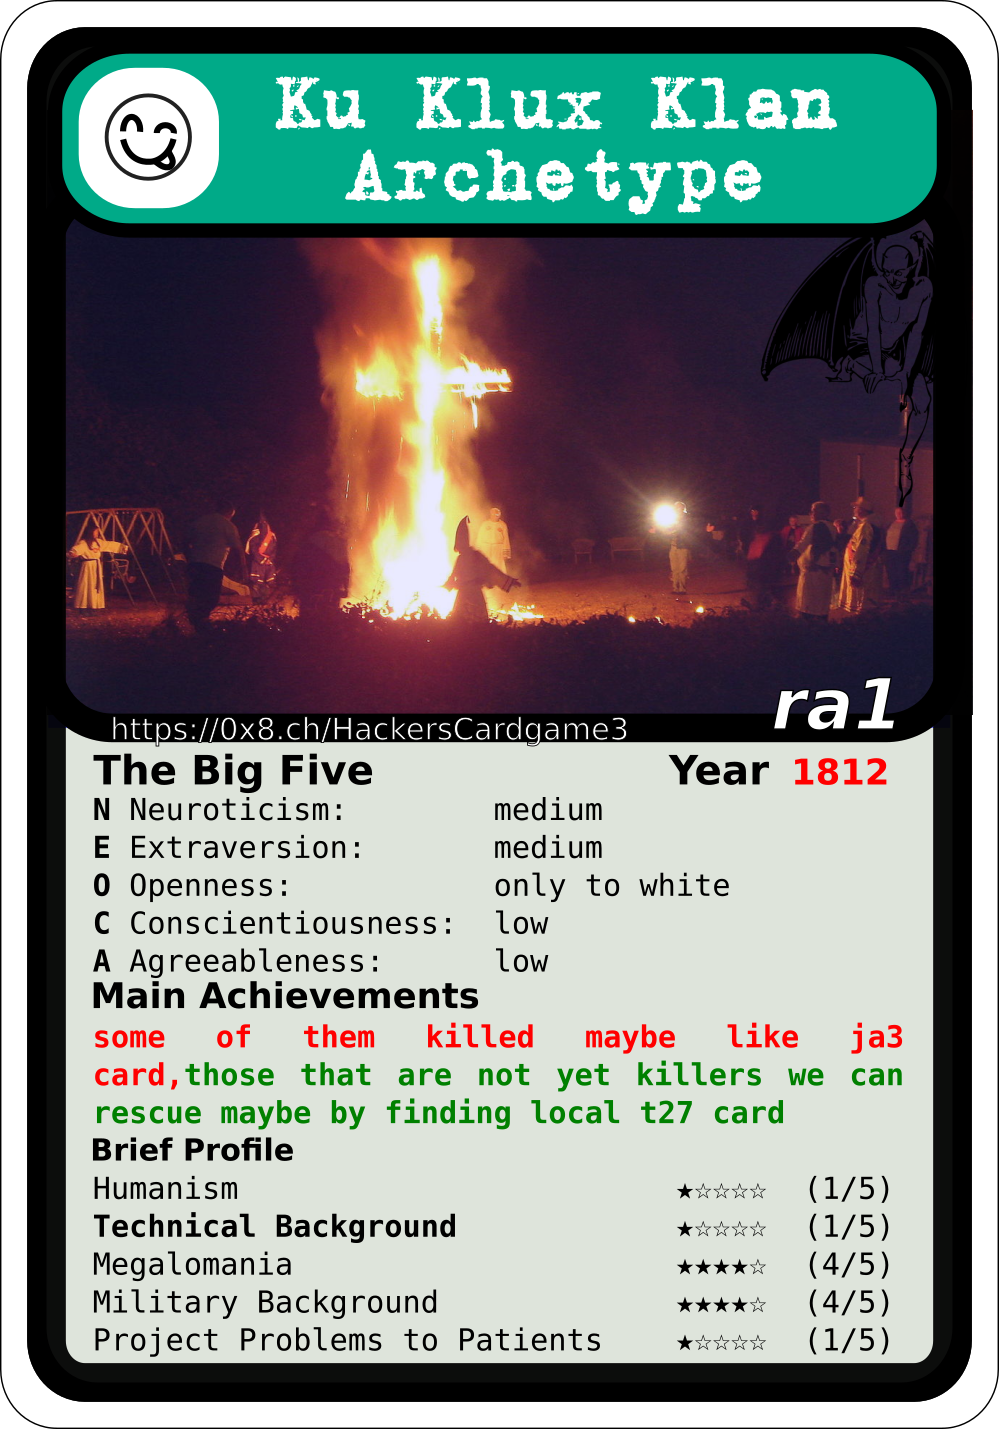 Ku Klux Klan
Archetype
ra1
https://0x8.ch/HackersCardgame3
The Big Five Year 1812
N Neuroticism: medium
E Extraversion: medium
O Openness: only to white
C Conscientiousness: low
A Agreeableness: low
Main Achievements
some of them killed maybe like ja3
card,those that are not yet killers we can
rescue maybe by finding local t27 card
Brief Profile
Humanism ★☆☆☆☆ (1/5)
Technical Background ★☆☆☆☆ (1/5)
Megalomania ★★★★☆ (4/5)
Military Background ★★★★☆ (4/5)
Project Problems to Patients ★☆☆☆☆ (1/5)